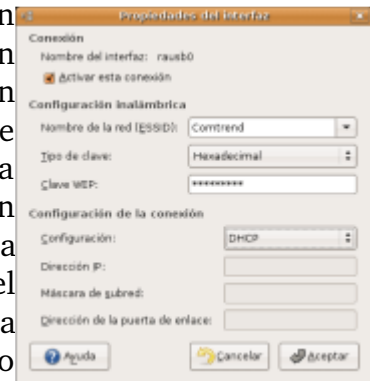 n
n
n
e
a
n
a
el
a
o
Propiedades del interfaz
Conexión
Nombre del interfaz: rausb0
Activar esta conexión
Configuración inalámbrica
Nombre de la red (ESSID): Comtrend
Tipo de clave: Hexadecimal
Clave WEP: *********
Configuración de la conexión
Configuración: DHCP
Dirección IP:
Máscara de subred:
Dirección de la puerta de enlace:
Ayuda Cancelar Aceptar